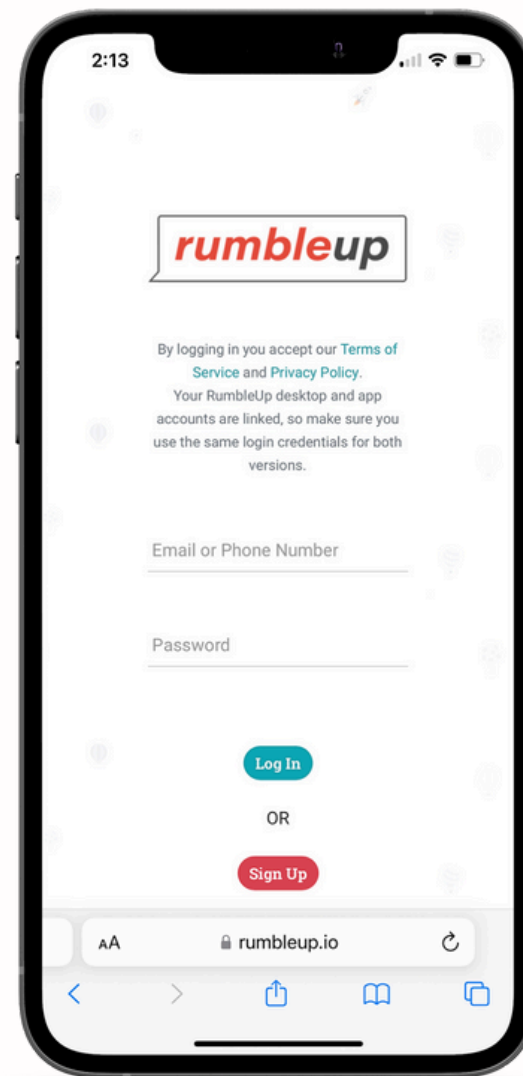 2:13
rumbleup
By logging in you accept our Terms of
Service and Privacy Policy.
Your RumbleUp desktop and app
accounts are linked, so make sure you
use the same login credentials for both
versions.
Email or Phone Number
Password
Log In
OR
Sign Up
AA rumbleup.io